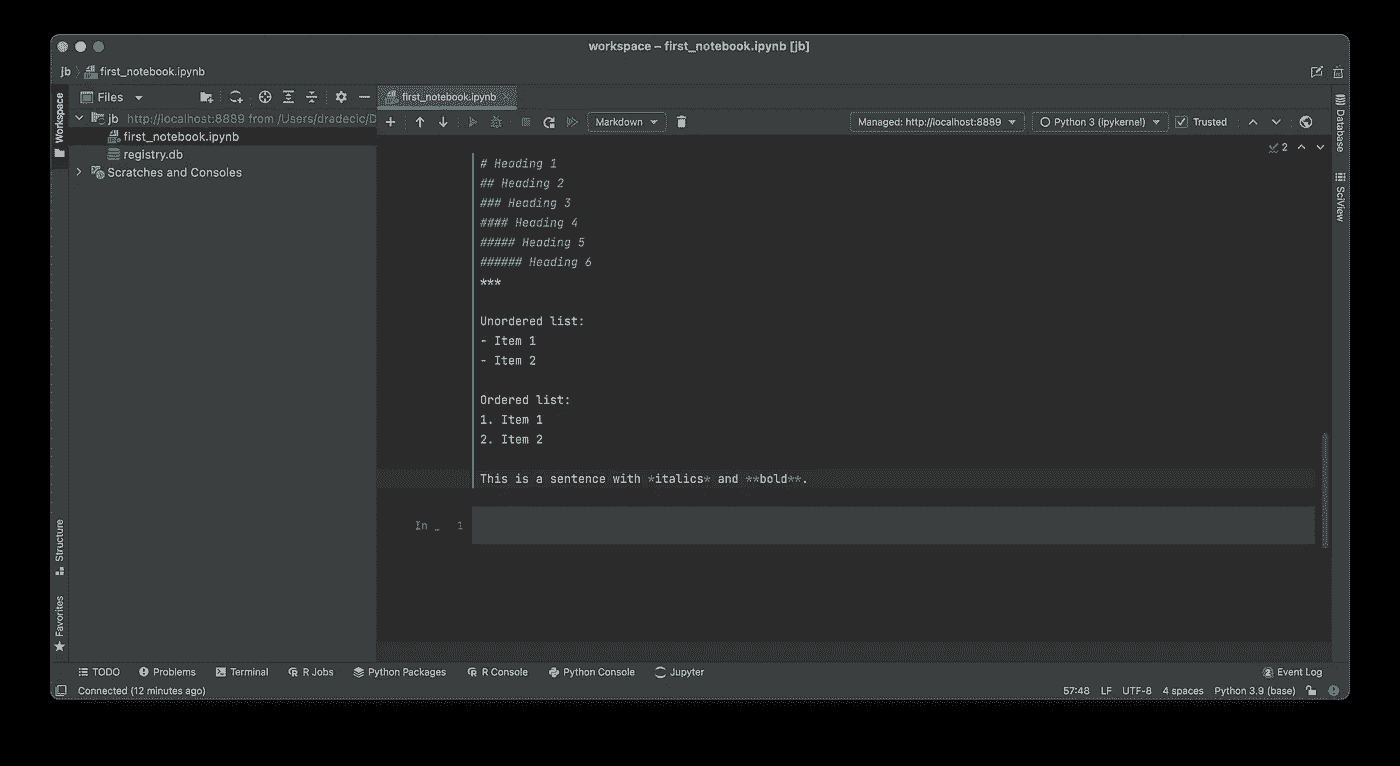 workspace – first_notebook.ipynb [jb]
jb
first_notebook.ipynb
Workspace
Files
jb http://localhost:8889 from /Users/dradecic/D
first_notebook.ipynb
registry.db
Scratches and Consoles
Structure
Favorites
first_notebook.ipynb
Markdown
Managed: http://localhost:8889
Python 3 (ipykernel)
Trusted
2
# Heading 1
## Heading 2
### Heading 3
#### Heading 4
##### Heading 5
###### Heading 6
***
Unordered list:
- Item 1
- Item 2
Ordered list:
1. Item 1
2. Item 2
This is a sentence with *italics* and **bold**.
In _ 1
Database
SciView
TODO
Problems
Terminal
R Jobs
Python Packages
R Console
Python Console
Jupyter
2 Event Log
Connected (12 minutes ago)
57:48 LF UTF-8 4 spaces Python 3.9 (base)